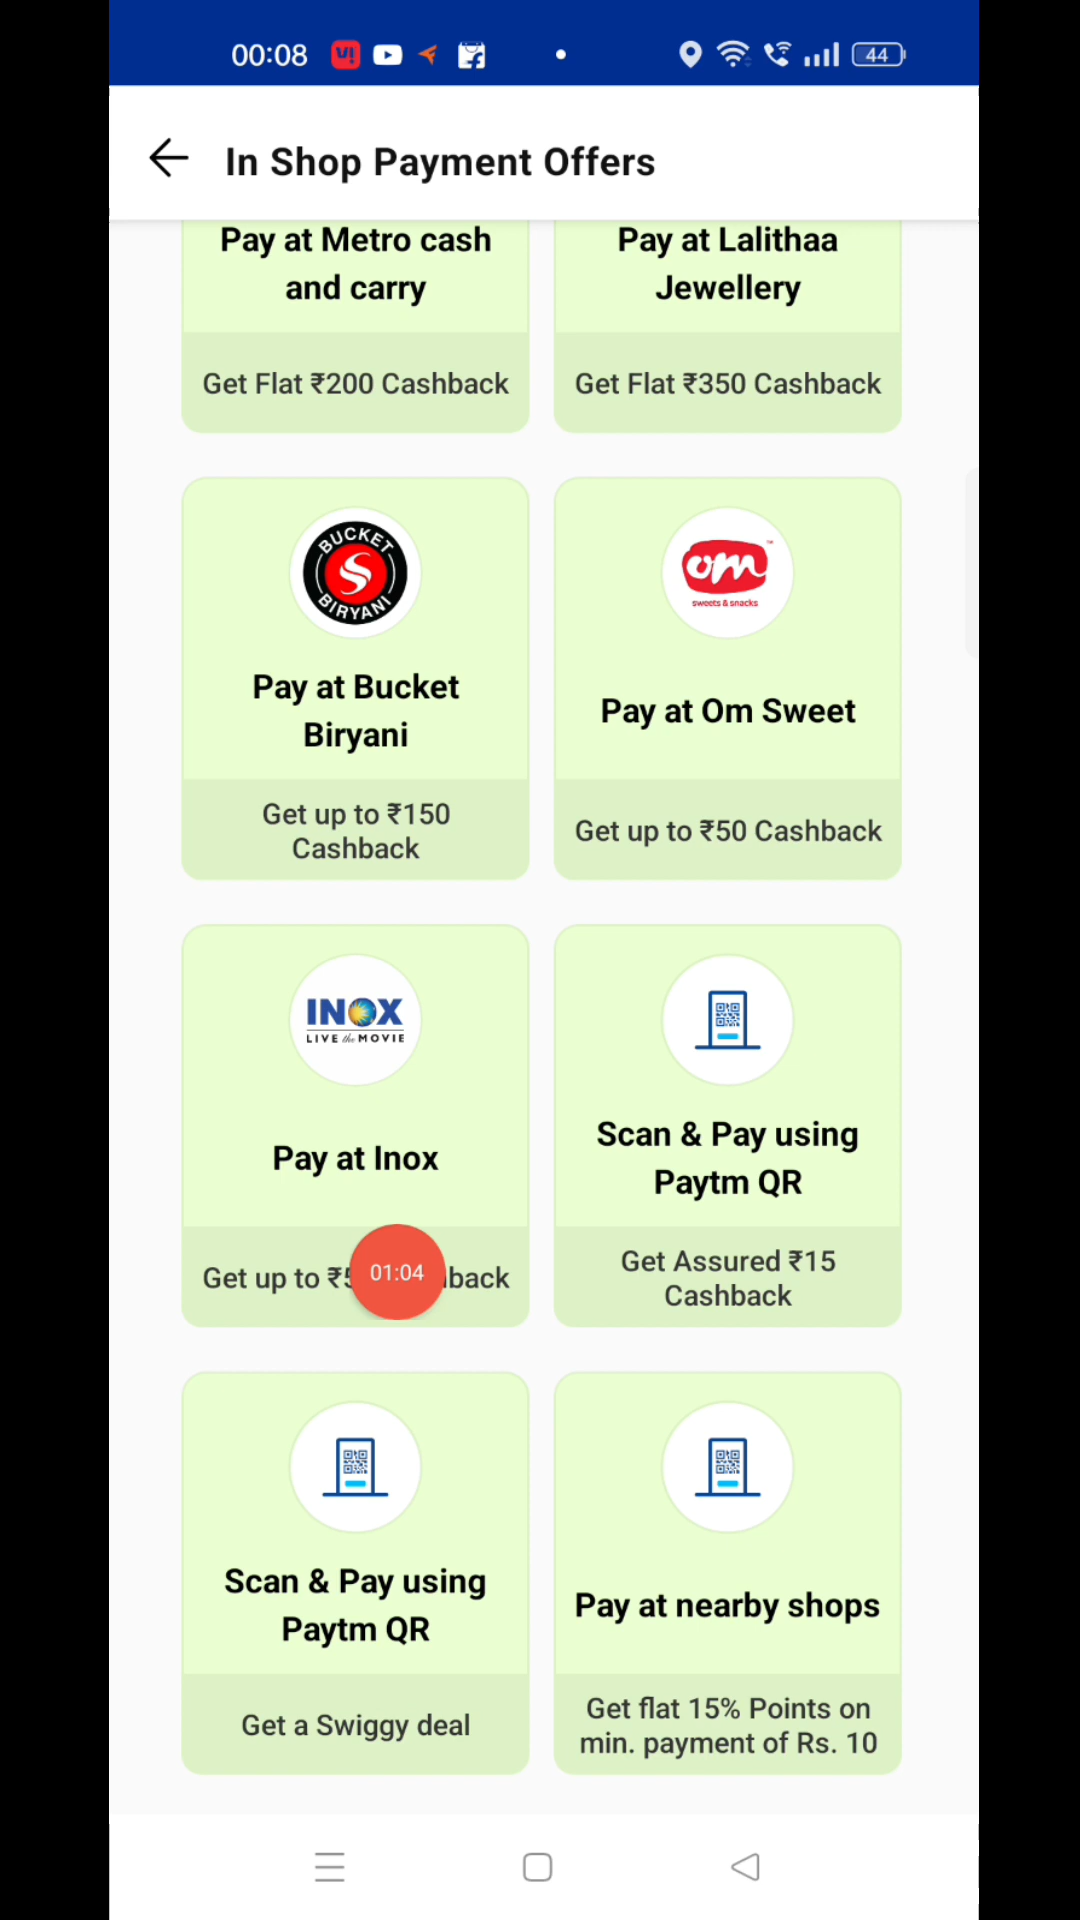 00:08
44
In Shop Payment Offers
Pay at Metro cash
and carry
Get Flat ₹200 Cashback
Pay at Lalithaa
Jewellery
Get Flat ₹350 Cashback
BUCKET
BIRYANI
Pay at Bucket
Biryani
Get up to ₹150
Cashback
om
sweets & snacks
Pay at Om Sweet
Get up to ₹50 Cashback
INOX
LIVE the MOVIE
Pay at Inox
Get up to
01:04
Scan & Pay using
Paytm QR
Get Assured ₹15
Cashback
Scan & Pay using
Paytm QR
Get a Swiggy deal
Pay at nearby shops
Get flat 15% Points on
min. payment of Rs. 10